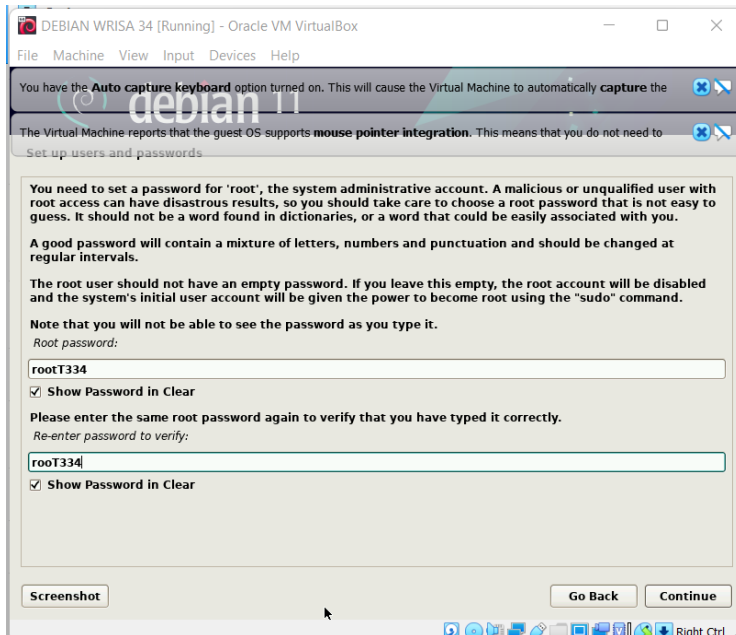 DEBIAN WRISA 34 [Running] - Oracle VM VirtualBox
File Machine View Input Devices Help
You have the Auto capture keyboard option turned on. This will cause the Virtual Machine to automatically capture the
debian 11
The Virtual Machine reports that the guest OS supports mouse pointer integration. This means that you do not need to
Set up users and passwords
You need to set a password for 'root', the system administrative account. A malicious or unqualified user with
root access can have disastrous results, so you should take care to choose a root password that is not easy to
guess. It should not be a word found in dictionaries, or a word that could be easily associated with you.
A good password will contain a mixture of letters, numbers and punctuation and should be changed at
regular intervals.
The root user should not have an empty password. If you leave this empty, the root account will be disabled
and the system's initial user account will be given the power to become root using the "sudo" command.
Note that you will not be able to see the password as you type it.
Root password:
rootT334
Show Password in Clear
Please enter the same root password again to verify that you have typed it correctly.
Re-enter password to verify:
rooT334
Show Password in Clear
Screenshot
Go Back
Continue
Right Ctrl